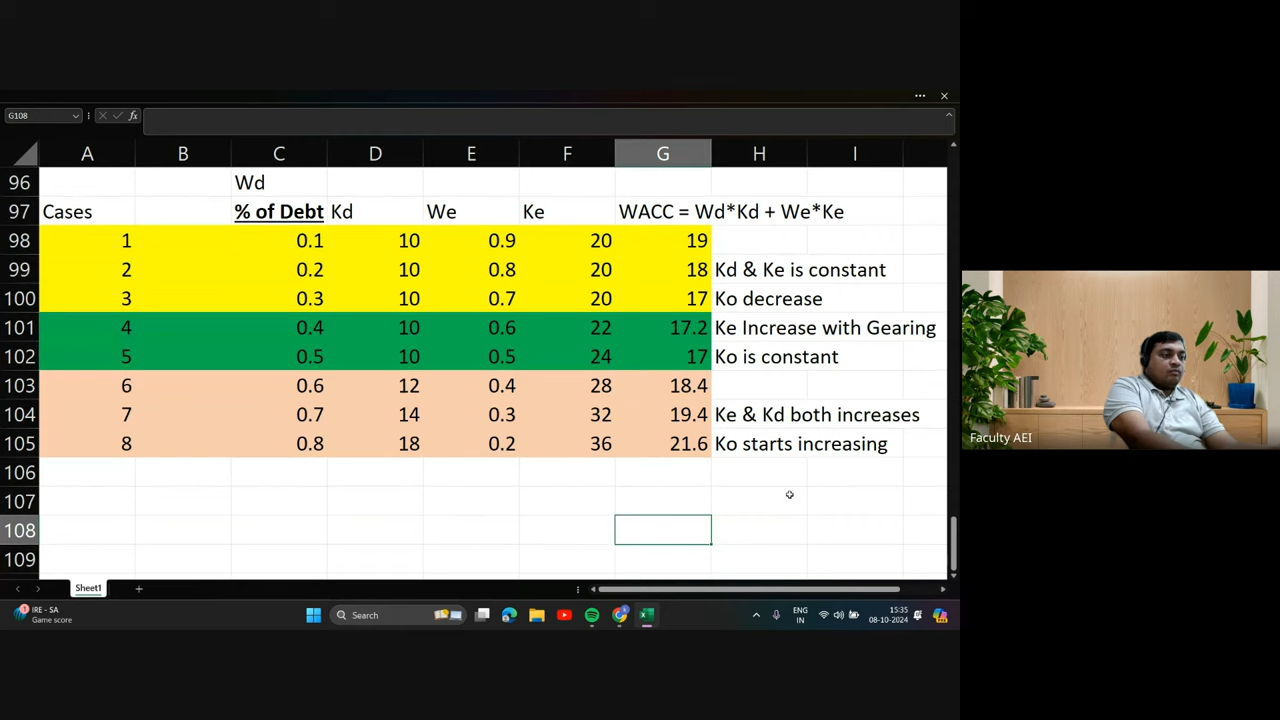 G108
fx
A B C D E F G H I
96 Wd
97 Cases % of Debt Kd We Ke WACC = Wd*Kd + We*Ke
98 1 0.1 10 0.9 20 19
99 2 0.2 10 0.8 20 18 Kd & Ke is constant
100 3 0.3 10 0.7 20 17 Ko decrease
101 4 0.4 10 0.6 22 17.2 Ke Increase with Gearing
102 5 0.5 10 0.5 24 17 Ko is constant
103 6 0.6 12 0.4 28 18.4
104 7 0.7 14 0.3 32 19.4 Ke & Kd both increases
105 8 0.8 18 0.2 36 21.6 Ko starts increasing
106
107
108
109
Faculty AEI
Sheet1
1 IRE - SA
Game score
Search
ENG
IN
15:35
08-10-2024